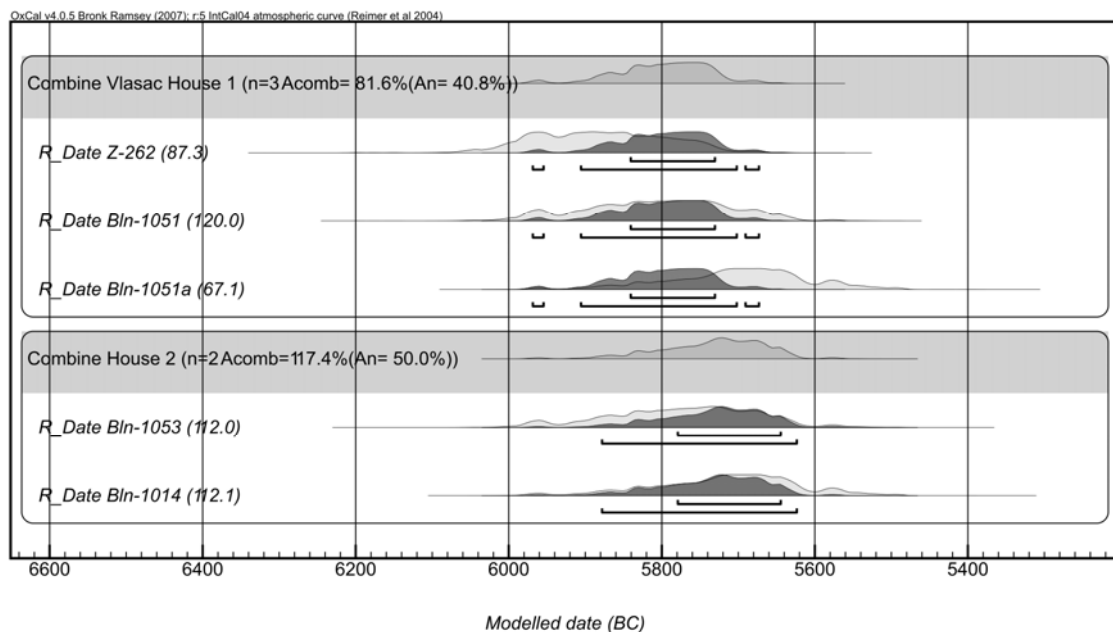 OxCal v4.0.5 Bronk Ramsey (2007); r:5 IntCal04 atmospheric curve (Reimer et al 2004)
Combine Vlasac House 1 (n=3 Acomb= 81.6%(An= 40.8%))
R_Date Z-262 (87.3)
R_Date Bln-1051 (120.0)
R_Date Bln-1051a (67.1)
Combine House 2 (n=2 Acomb=117.4%(An= 50.0%))
R_Date Bln-1053 (112.0)
R_Date Bln-1014 (112.1)
6600 6400 6200 6000 5800 5600 5400
Modelled date (BC)